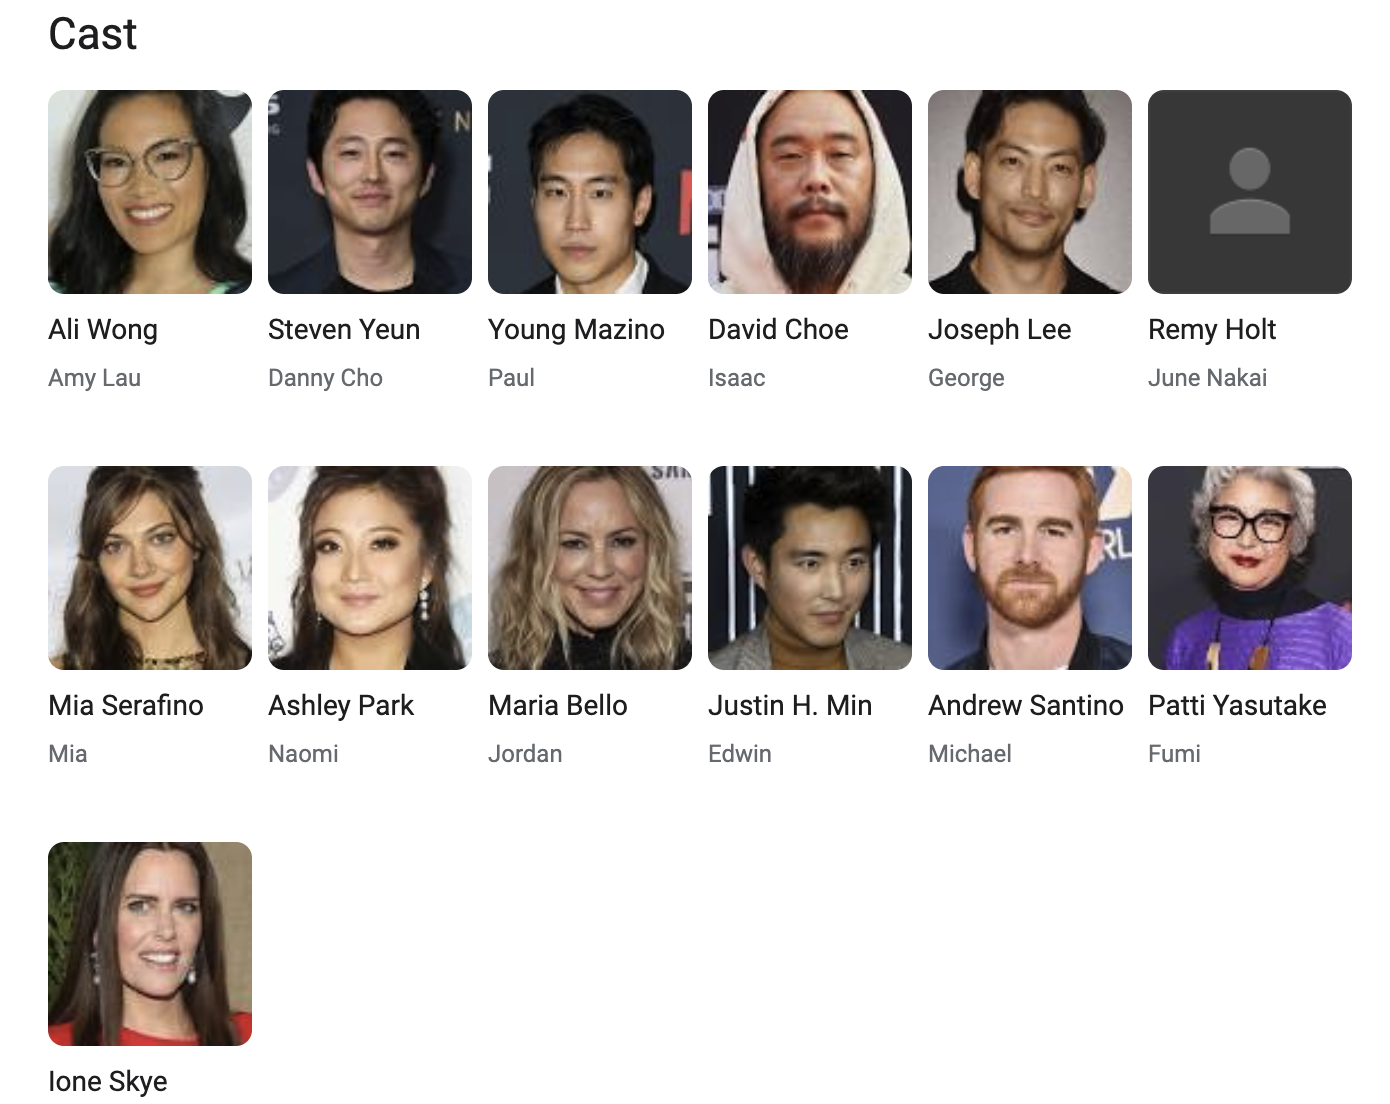 Cast
Ali Wong
Steven Yeun
Young Mazino
David Choe
Joseph Lee
Remy Holt
Amy Lau
Danny Cho
Paul
Isaac
George
June Nakai
Mia Serafino
Ashley Park
Maria Bello
Justin H. Min
Andrew Santino
Patti Yasutake
Mia
Naomi
Jordan
Edwin
Michael
Fumi
Ione Skye